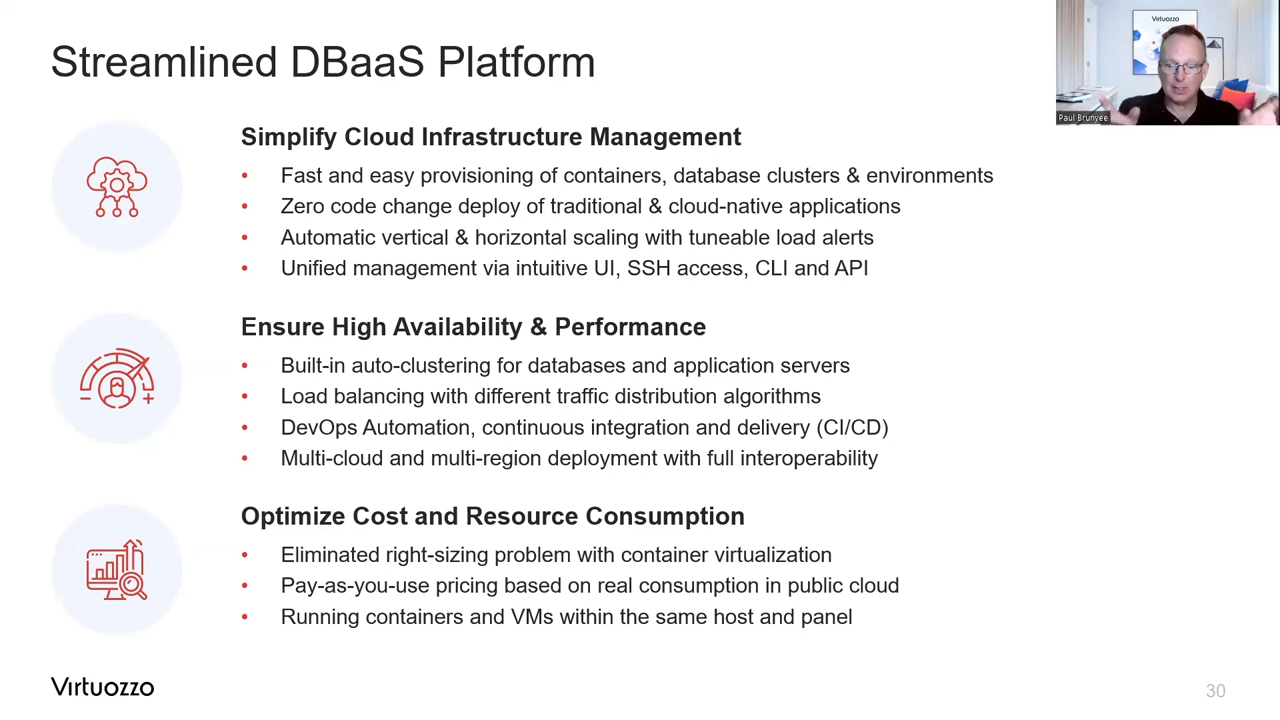 Streamlined DBaaS Platform
Virtuozzo
Paul Brunyee
Simplify Cloud Infrastructure Management
• Fast and easy provisioning of containers, database clusters & environments
• Zero code change deploy of traditional & cloud-native applications
• Automatic vertical & horizontal scaling with tuneable load alerts
• Unified management via intuitive UI, SSH access, CLI and API
Ensure High Availability & Performance
• Built-in auto-clustering for databases and application servers
• Load balancing with different traffic distribution algorithms
• DevOps Automation, continuous integration and delivery (CI/CD)
• Multi-cloud and multi-region deployment with full interoperability
Optimize Cost and Resource Consumption
• Eliminated right-sizing problem with container virtualization
• Pay-as-you-use pricing based on real consumption in public cloud
• Running containers and VMs within the same host and panel
Virtuozzo
30